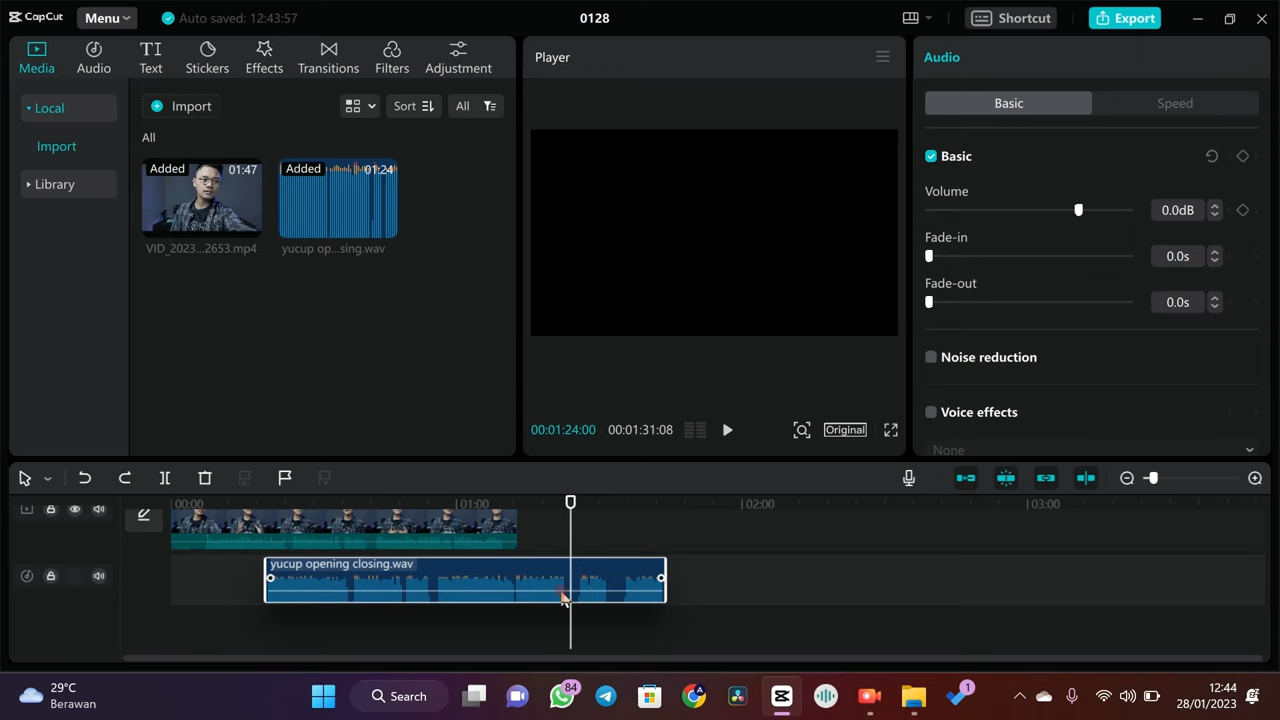 CapCut
Menu
Auto saved: 12:43:57
0128
Shortcut
Export
Media
Audio
Text
Stickers
Effects
Transitions
Filters
Adjustment
Local
Import
Library
Import
Sort
All
All
Added
01:47
VID_2023...2653.mp4
Added
01:24
yucup op...sing.wav
Player
00:01:24:00
00:01:31:08
Original
Audio
Basic
Speed
Basic
Volume
0.0dB
Fade-in
0.0s
Fade-out
0.0s
Noise reduction
Voice effects
None
00:00
01:00
02:00
03:00
yucup opening closing.wav
29°C
Berawan
Search
84
1
12:44
28/01/2023